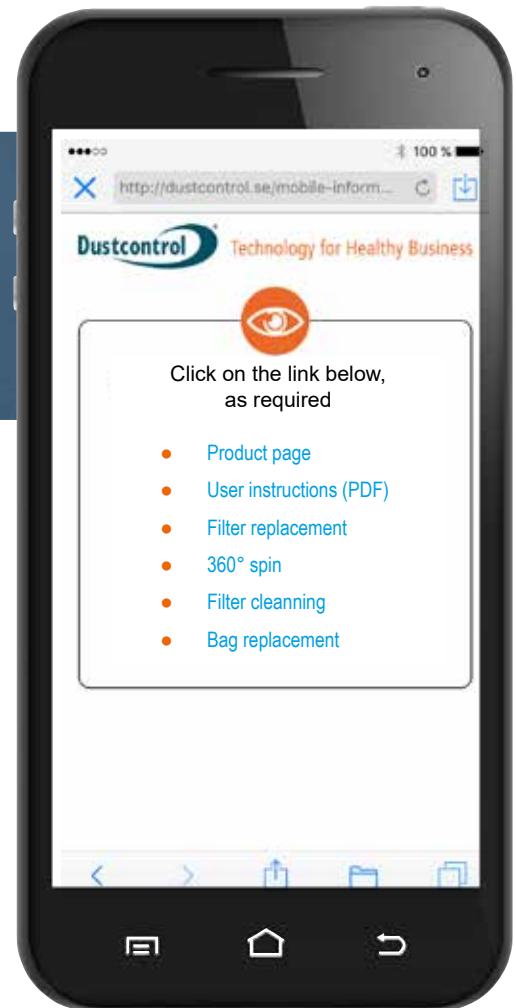 100 %
http://dustcontrol.se/mobile-inform...
Dustcontrol® Technology for Healthy Business
Click on the link below,
as required
Product page
User instructions (PDF)
Filter replacement
360° spin
Filter cleanning
Bag replacement